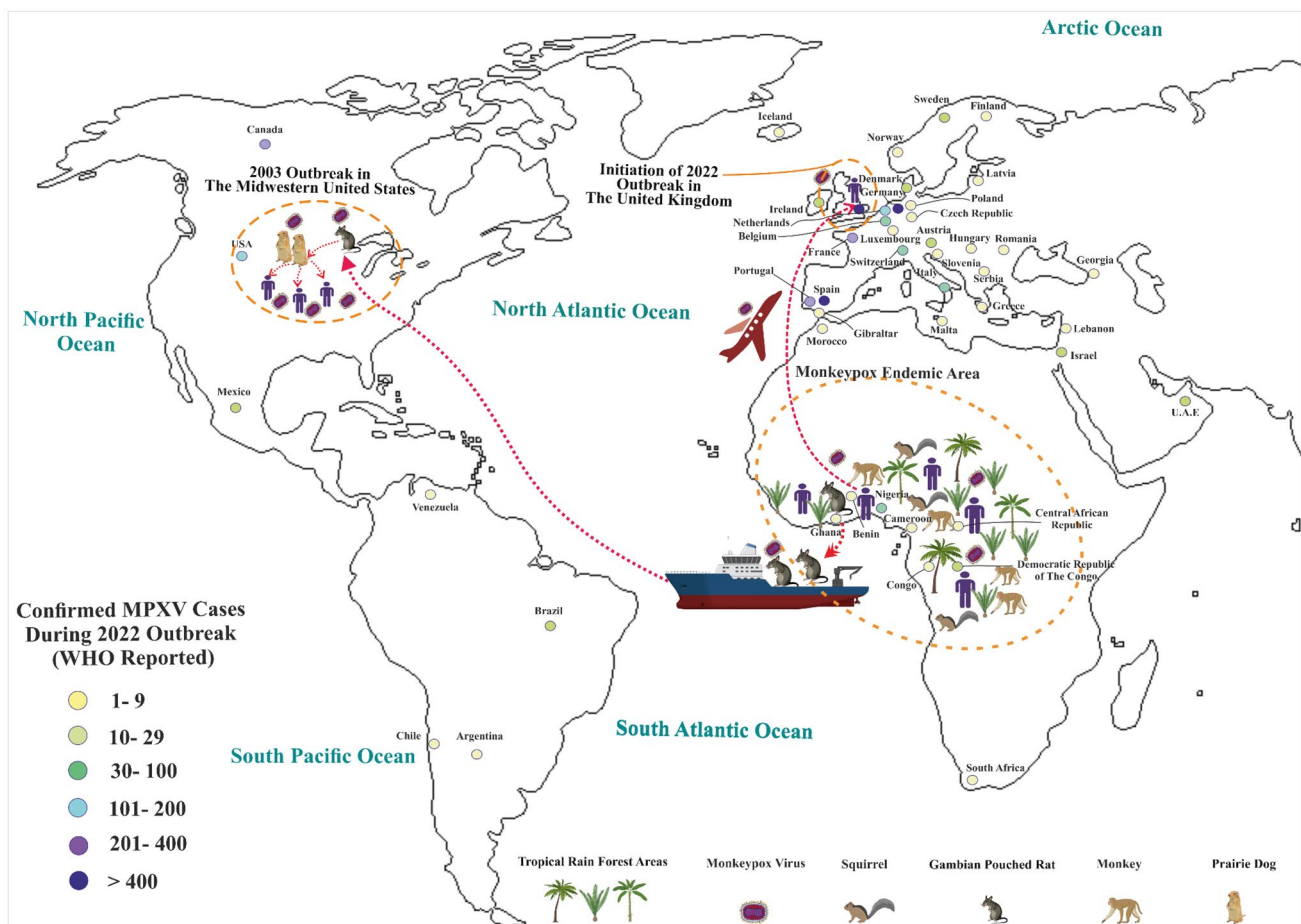 Arctic Ocean
Sweden
Finland
Iceland
Canada
Norway
2003 Outbreak in
The Midwestern United States
Initiation of 2022
Outbreak in
The United Kingdom
Denmark
Latvia
Germany
Ireland
Poland
Netherlands
Czech Republic
USA
Belgium
Austria
Luxembourg
Hungary
Romania
France
Switzerland
Slovenia
Georgia
Portugal
Italy
Serbia
Spain
North Atlantic Ocean
North Pacific
Ocean
Greece
Gibraltar
Malta
Lebanon
Morocco
Israel
Monkeypox Endemic Area
Mexico
U.A.E
Venezuela
Nigeria
Ghana
Benin
Cameroon
Central African
Republic
Congo
Democratic Republic
of The Congo
Confirmed MPXV Cases
During 2022 Outbreak
(WHO Reported)
Brazil
1- 9
10- 29
30- 100
101- 200
201- 400
> 400
South Atlantic Ocean
Chile
Argentina
South Pacific Ocean
South Africa
Tropical Rain Forest Areas
Monkeypox Virus
Squirrel
Gambian Pouched Rat
Monkey
Prairie Dog